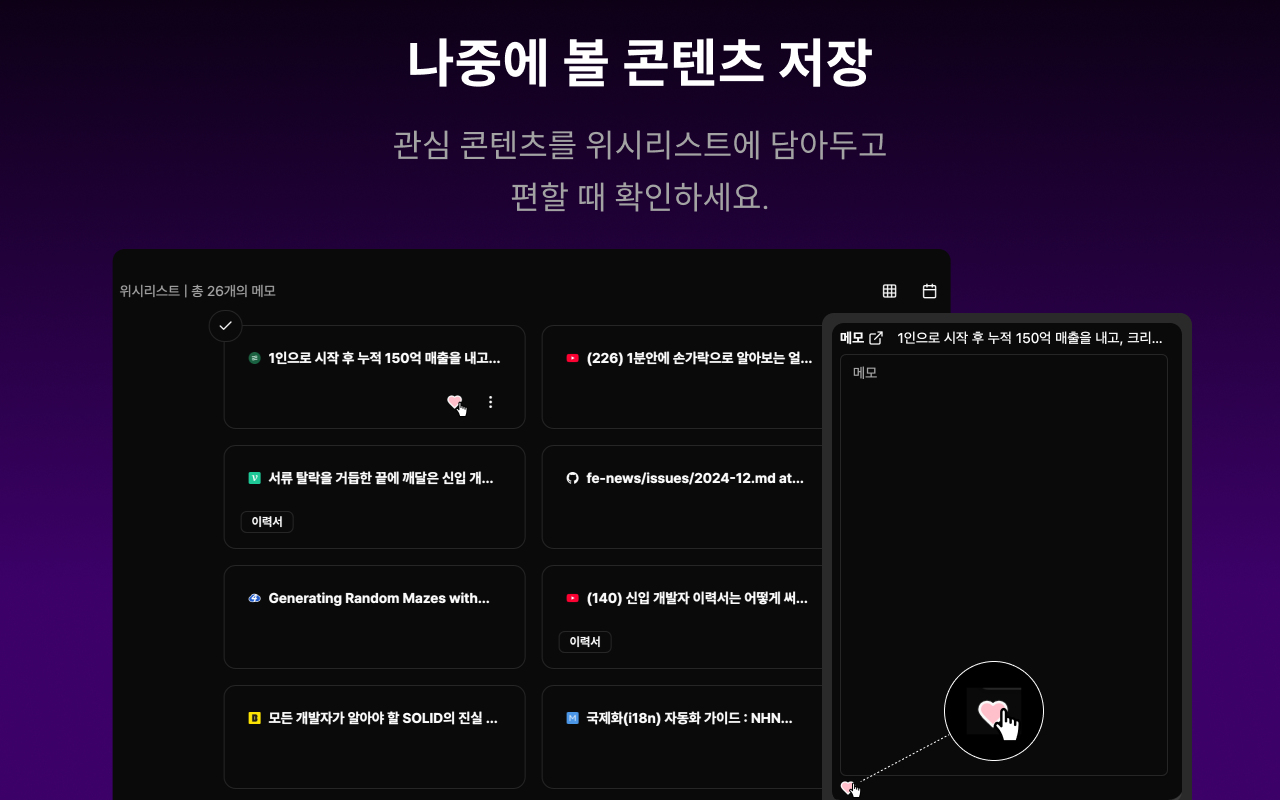 나중에 볼 콘텐츠 저장
관심 콘텐츠를 위시리스트에 담아두고
편할 때 확인하세요.
위시리스트 | 총 26개의 메모
1인으로 시작 후 누적 150억 매출을 내고...
(226) 1분안에 손가락으로 알아보는 얼...
서류 탈락을 거듭한 끝에 깨달은 신입 개...
이력서
fe-news/issues/2024-12.md at...
Generating Random Mazes with...
(140) 신입 개발자 이력서는 어떻게 써...
이력서
모든 개발자가 알아야 할 SOLID의 진실 ...
국제화(i18n) 자동화 가이드 : NHN...
메모 1인으로 시작 후 누적 150억 매출을 내고, 크리...
메모